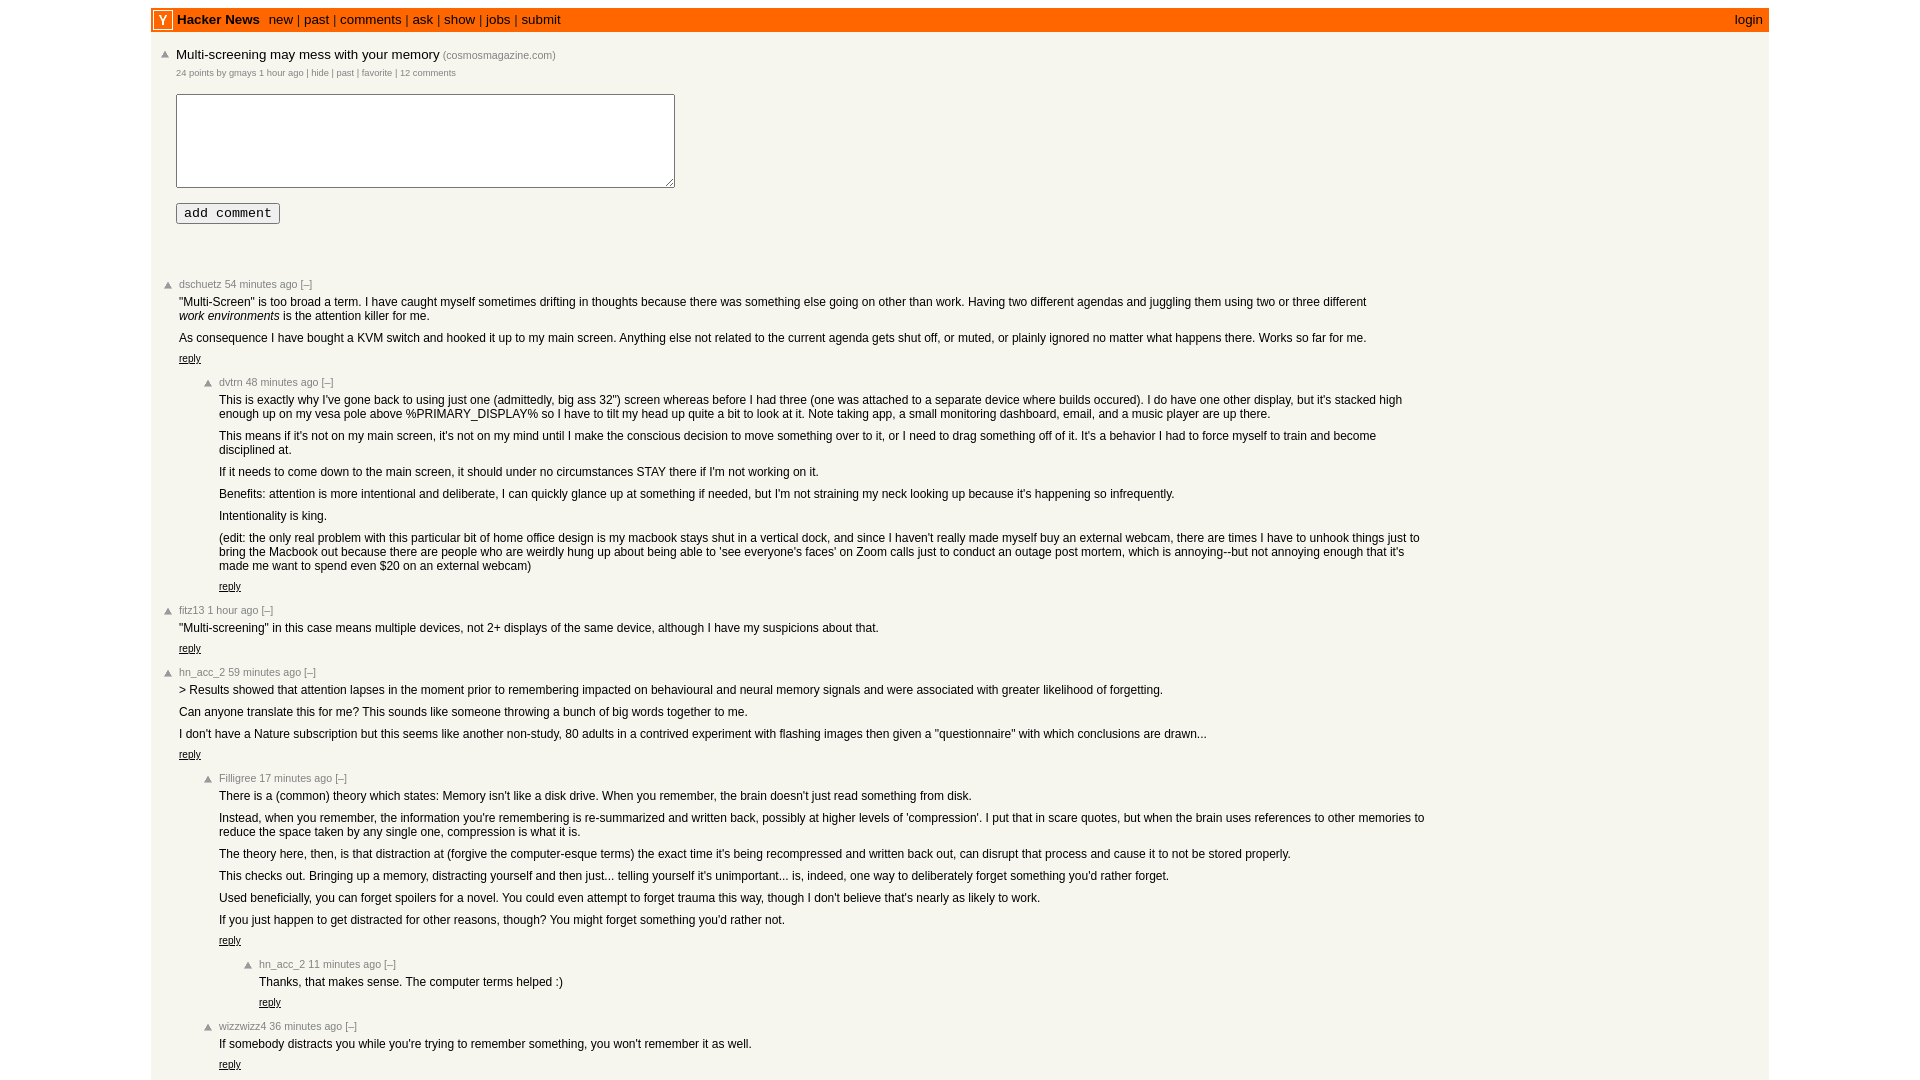 Y Hacker News new | past | comments | ask | show | jobs | submit login
Multi-screening may mess with your memory (cosmosmagazine.com)
24 points by gmays 1 hour ago | hide | past | favorite | 12 comments
add comment
dschuetz 54 minutes ago [–]
"Multi-Screen" is too broad a term. I have caught myself sometimes drifting in thoughts because there was something else going on other than work. Having two different agendas and juggling them using two or three different
work environments is the attention killer for me.
As consequence I have bought a KVM switch and hooked it up to my main screen. Anything else not related to the current agenda gets shut off, or muted, or plainly ignored no matter what happens there. Works so far for me.
reply
dvtrn 48 minutes ago [–]
This is exactly why I've gone back to using just one (admittedly, big ass 32") screen whereas before I had three (one was attached to a separate device where builds occured). I do have one other display, but it's stacked high
enough up on my vesa pole above %PRIMARY_DISPLAY% so I have to tilt my head up quite a bit to look at it. Note taking app, a small monitoring dashboard, email, and a music player are up there.
This means if it's not on my main screen, it's not on my mind until I make the conscious decision to move something over to it, or I need to drag something off of it. It's a behavior I had to force myself to train and become
disciplined at.
If it needs to come down to the main screen, it should under no circumstances STAY there if I'm not working on it.
Benefits: attention is more intentional and deliberate, I can quickly glance up at something if needed, but I'm not straining my neck looking up because it's happening so infrequently.
Intentionality is king.
(edit: the only real problem with this particular bit of home office design is my macbook stays shut in a vertical dock, and since I haven't really made myself buy an external webcam, there are times I have to unhook things just to
bring the Macbook out because there are people who are weirdly hung up about being able to 'see everyone's faces' on Zoom calls just to conduct an outage post mortem, which is annoying--but not annoying enough that it's
made me want to spend even $20 on an external webcam)
reply
fitz13 1 hour ago [–]
"Multi-screening" in this case means multiple devices, not 2+ displays of the same device, although I have my suspicions about that.
reply
hn_acc_2 59 minutes ago [–]
> Results showed that attention lapses in the moment prior to remembering impacted on behavioural and neural memory signals and were associated with greater likelihood of forgetting.
Can anyone translate this for me? This sounds like someone throwing a bunch of big words together to me.
I don't have a Nature subscription but this seems like another non-study, 80 adults in a contrived experiment with flashing images then given a "questionnaire" with which conclusions are drawn...
reply
Filligree 17 minutes ago [–]
There is a (common) theory which states: Memory isn't like a disk drive. When you remember, the brain doesn't just read something from disk.
Instead, when you remember, the information you're remembering is re-summarized and written back, possibly at higher levels of 'compression'. I put that in scare quotes, but when the brain uses references to other memories to
reduce the space taken by any single one, compression is what it is.
The theory here, then, is that distraction at (forgive the computer-esque terms) the exact time it's being recompressed and written back out, can disrupt that process and cause it to not be stored properly.
This checks out. Bringing up a memory, distracting yourself and then just... telling yourself it's unimportant... is, indeed, one way to deliberately forget something you'd rather forget.
Used beneficially, you can forget spoilers for a novel. You could even attempt to forget trauma this way, though I don't believe that's nearly as likely to work.
If you just happen to get distracted for other reasons, though? You might forget something you'd rather not.
reply
hn_acc_2 11 minutes ago [–]
Thanks, that makes sense. The computer terms helped :)
reply
wizzwizz4 36 minutes ago [–]
If somebody distracts you while you're trying to remember something, you won't remember it as well.
reply